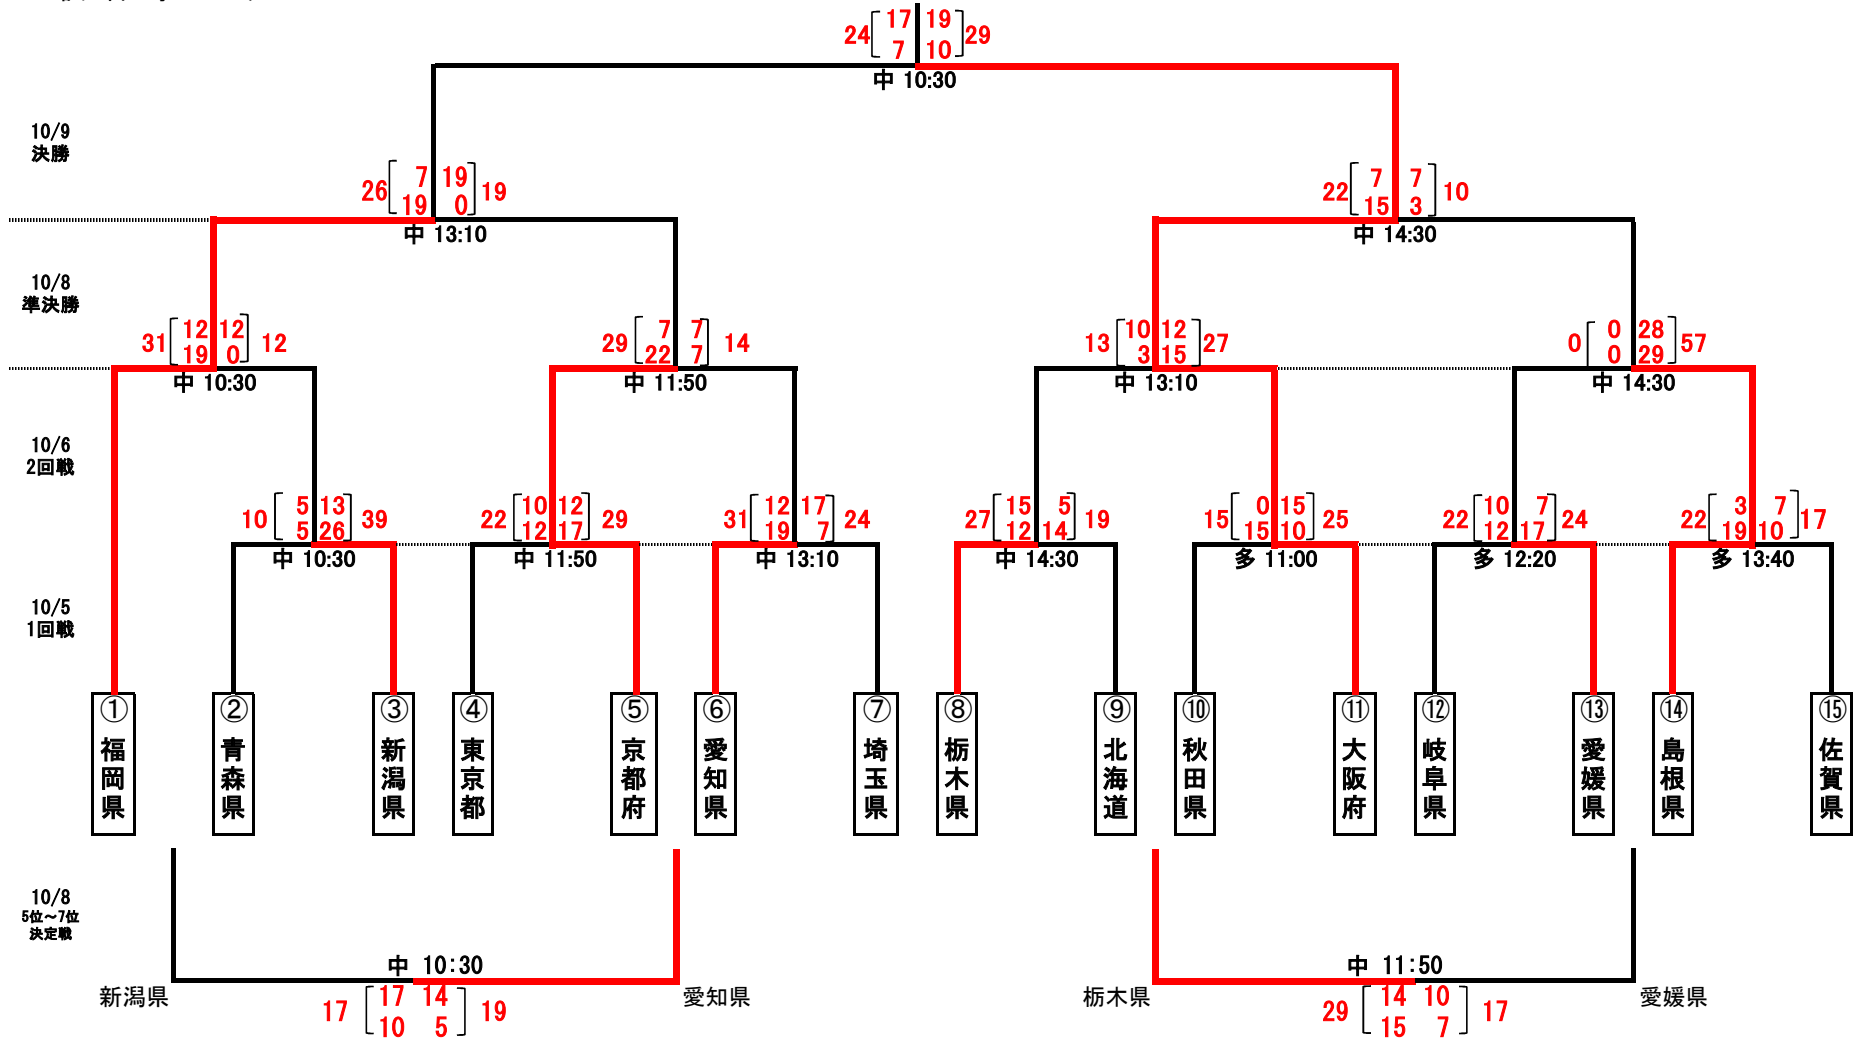 17 19
24 29
7 10
中 10:30
10/9
決勝
7 19
26 19
19 0
中 13:10
7 7
22 10
15 3
中 14:30
10/8
準決勝
12 12
31 12
19 0
中 10:30
7 7
29 14
22 7
中 11:50
10 12
13 27
3 15
中 13:10
0 28
0 57
0 29
中 14:30
10/6
2回戦
5 13
10 39
5 26
中 10:30
10 12
22 29
12 17
中 11:50
12 17
31 24
19 7
中 13:10
15 5
27 19
12 14
中 14:30
0 15
15 25
15 10
多 11:00
10 7
22 24
12 17
多 12:20
3 7
22 17
19 10
多 13:40
10/5
1回戦
① 福岡県
② 青森県
③ 新潟県
④ 東京都
⑤ 京都府
⑥ 愛知県
⑦ 埼玉県
⑧ 栃木県
⑨ 北海道
⑩ 秋田県
⑪ 大阪府
⑫ 岐阜県
⑬ 愛媛県
⑭ 島根県
⑮ 佐賀県
10/8
5位～7位
決定戦
中 10:30
新潟県 愛知県
17 14
17 19
10 5
中 11:50
栃木県 愛媛県
14 10
29 17
15 7